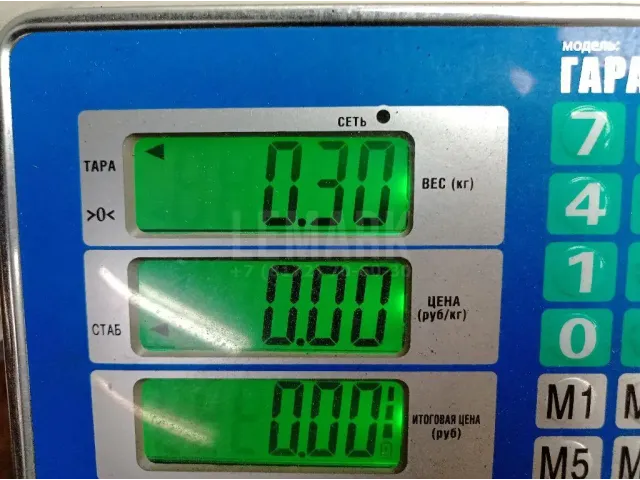 модель:
ГАРА
СЕТЬ
ТАРА
0.30
ВЕС (кг)
>0<
LEMARK
0.00
ЦЕНА
(руб/кг)
СТАБ
0.00
ИТОГОВАЯ ЦЕНА
(руб)
7
4
1
0
M1
M5